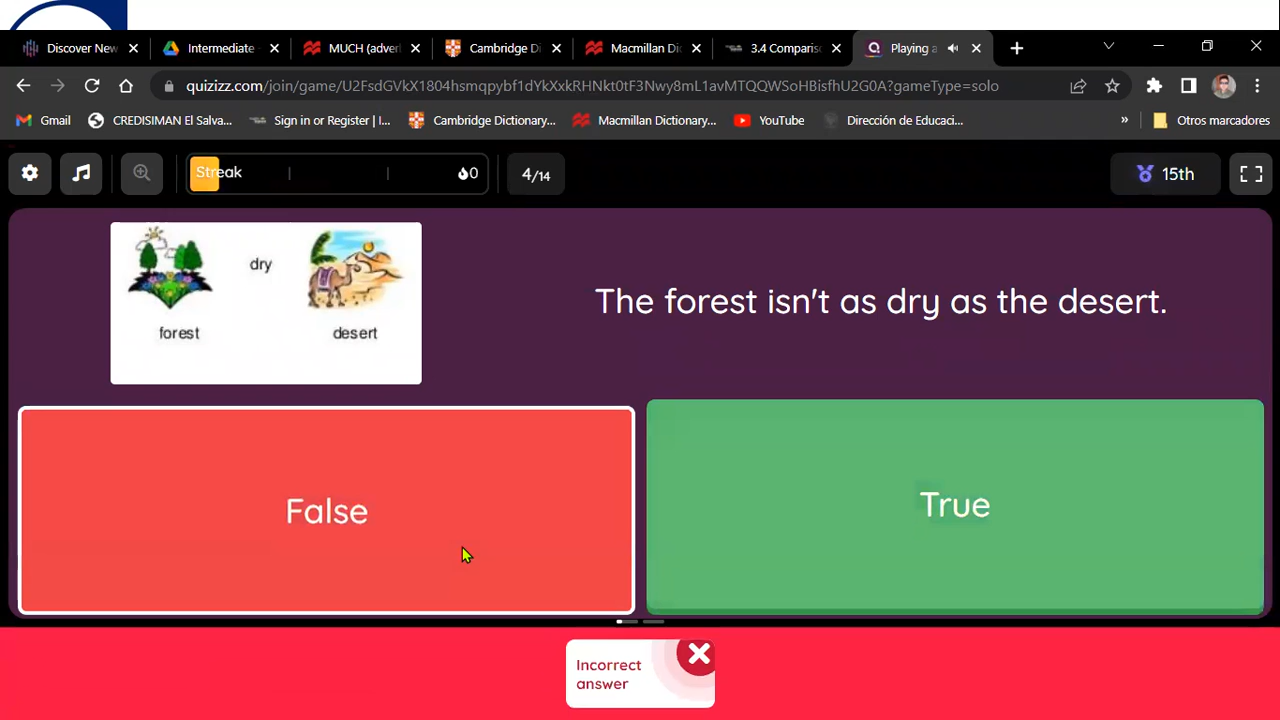 Discover New
Intermediate -
MUCH (adver
Cambridge Di
Macmillan Di
3.4 Comparis
Playing a
quizizz.com/join/game/U2FsdGVkX1804hsmqpybf1dYkXxkRHNkt0tF3Nwy8mL1avMTQQWSoHBisfhU2G0A?gameType=solo
Gmail
CREDISIMAN El Salva...
Sign in or Register | I...
Cambridge Dictionary...
Macmillan Dictionary...
YouTube
Dirección de Educaci...
»
Otros marcadores
Streak
0
4/14
15th
dry
forest
desert
The forest isn't as dry as the desert.
False
True
Incorrect
answer